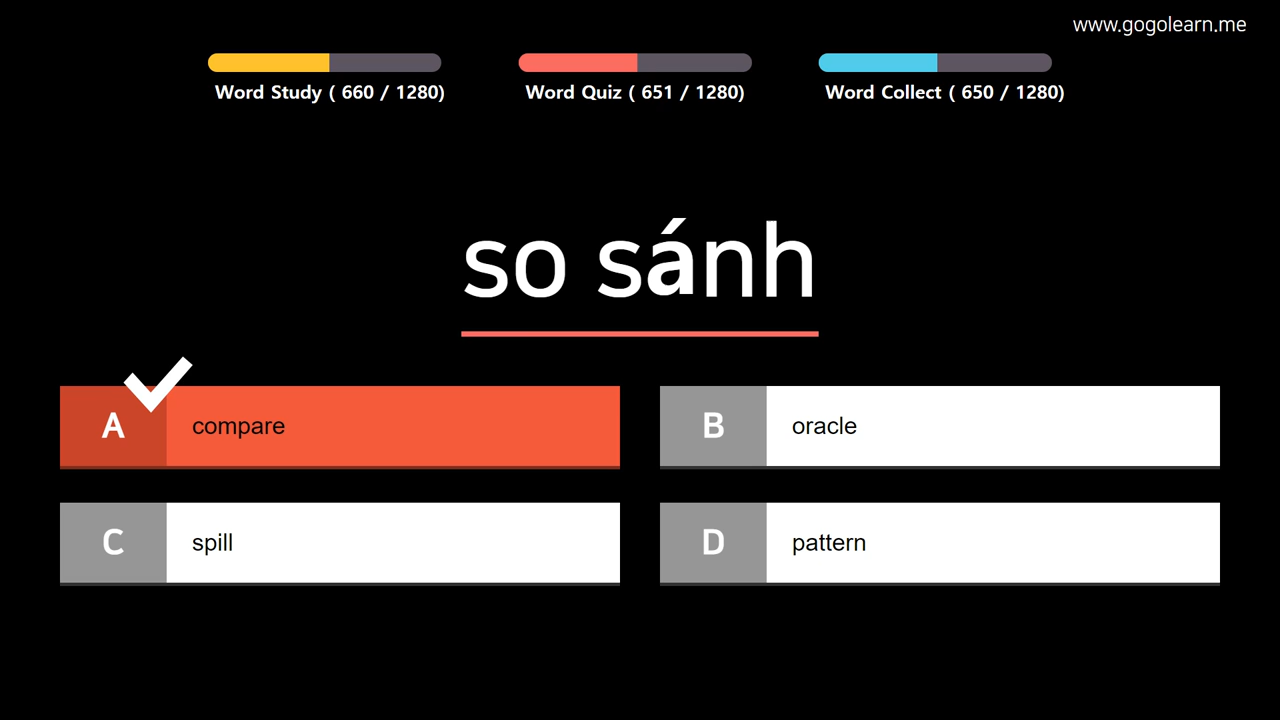 www.gogolearn.me
Word Study ( 660 / 1280)
Word Quiz ( 651 / 1280)
Word Collect ( 650 / 1280)
so sánh
A compare
B oracle
C spill
D pattern